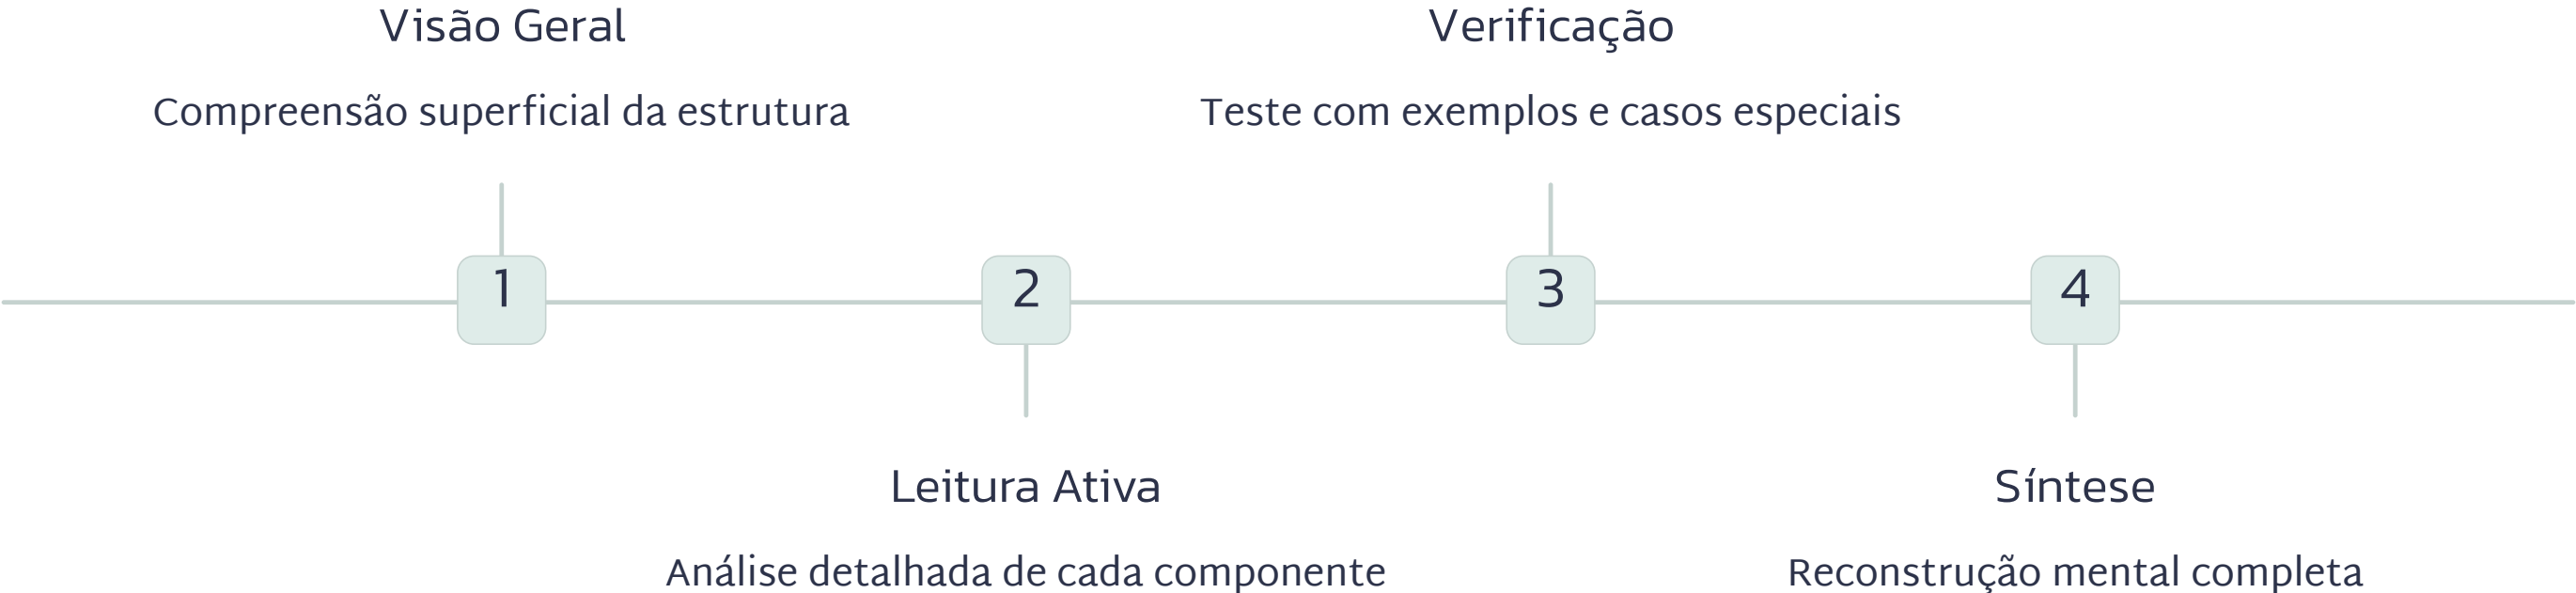 Visão Geral
Compreensão superficial da estrutura
Verificação
Teste com exemplos e casos especiais
1
2
3
4
Leitura Ativa
Análise detalhada de cada componente
Síntese
Reconstrução mental completa